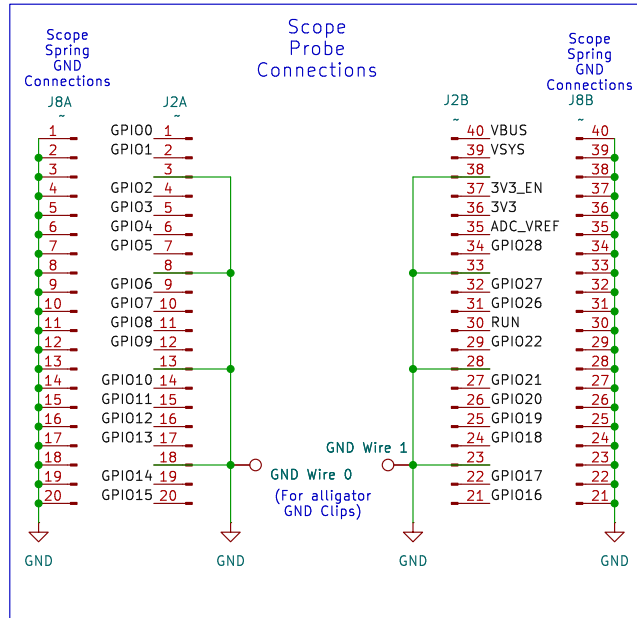 Scope
Spring
GND
Connections
Scope
Probe
Connections
Scope
Spring
GND
Connections
J8A
~
J2A
~
J2B
~
J8B
~
1 GPIO0 1 40 VBUS 40
2 GPIO1 2 39 VSYS 39
3 3 38 38
4 GPIO2 4 37 3V3_EN 37
5 GPIO3 5 36 3V3 36
6 GPIO4 6 35 ADC_VREF 35
7 GPIO5 7 34 GPIO28 34
8 8 33 33
9 GPIO6 9 32 GPIO27 32
10 GPIO7 10 31 GPIO26 31
11 GPIO8 11 30 RUN 30
12 GPIO9 12 29 GPIO22 29
13 13 28 28
14 GPIO10 14 27 GPIO21 27
15 GPIO11 15 26 GPIO20 26
16 GPIO12 16 25 GPIO19 25
17 GPIO13 17 24 GPIO18 24
18 18 23 23
19 GPIO14 19 22 GPIO17 22
20 GPIO15 20 21 GPIO16 21
GND Wire 1
GND Wire 0
(For alligator
GND Clips)
GND GND GND GND